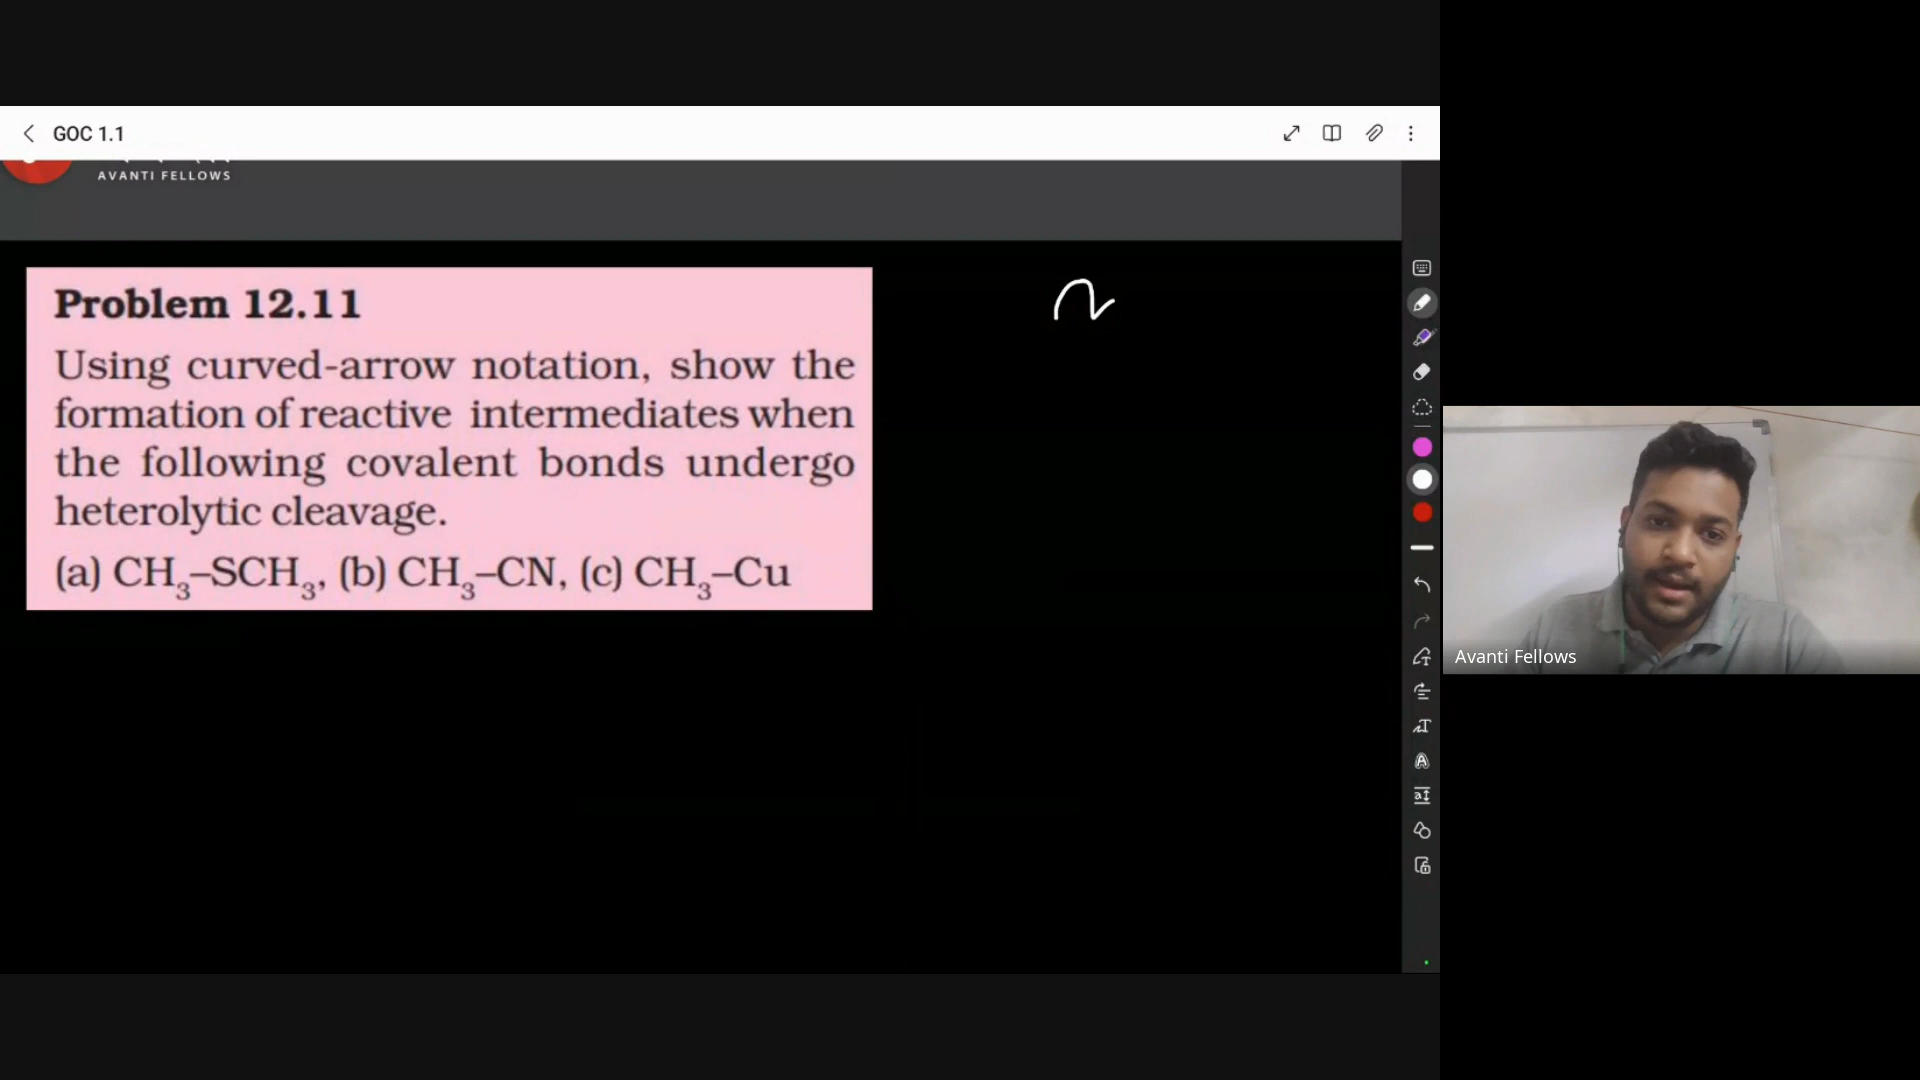 GOC 1.1
AVANTI FELLOWS
Problem 12.11
Using curved-arrow notation, show the
formation of reactive intermediates when
the following covalent bonds undergo
heterolytic cleavage.
(a) CH₃–SCH₃, (b) CH₃–CN, (c) CH₃–Cu
Avanti Fellows